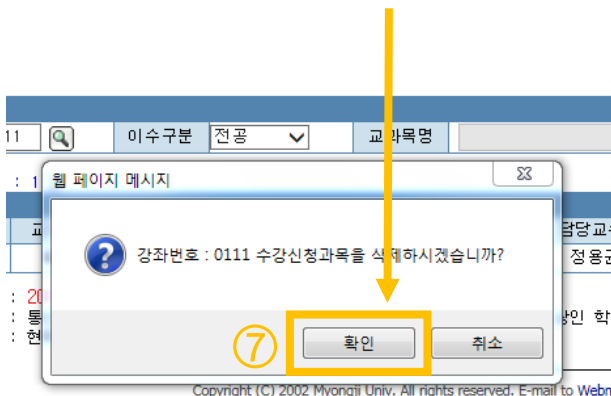 11 이수구분 전공 교과목명
: 1
웹 페이지 메시지
담당교
강좌번호 : 0111 수강신청과목을 삭제하시겠습니까?
정용
: 20
: 통
인 학
: 현
⑦ 확인 취소
Copyright (C) 2002 Myongji Univ. All rights reserved. E-mail to Webm